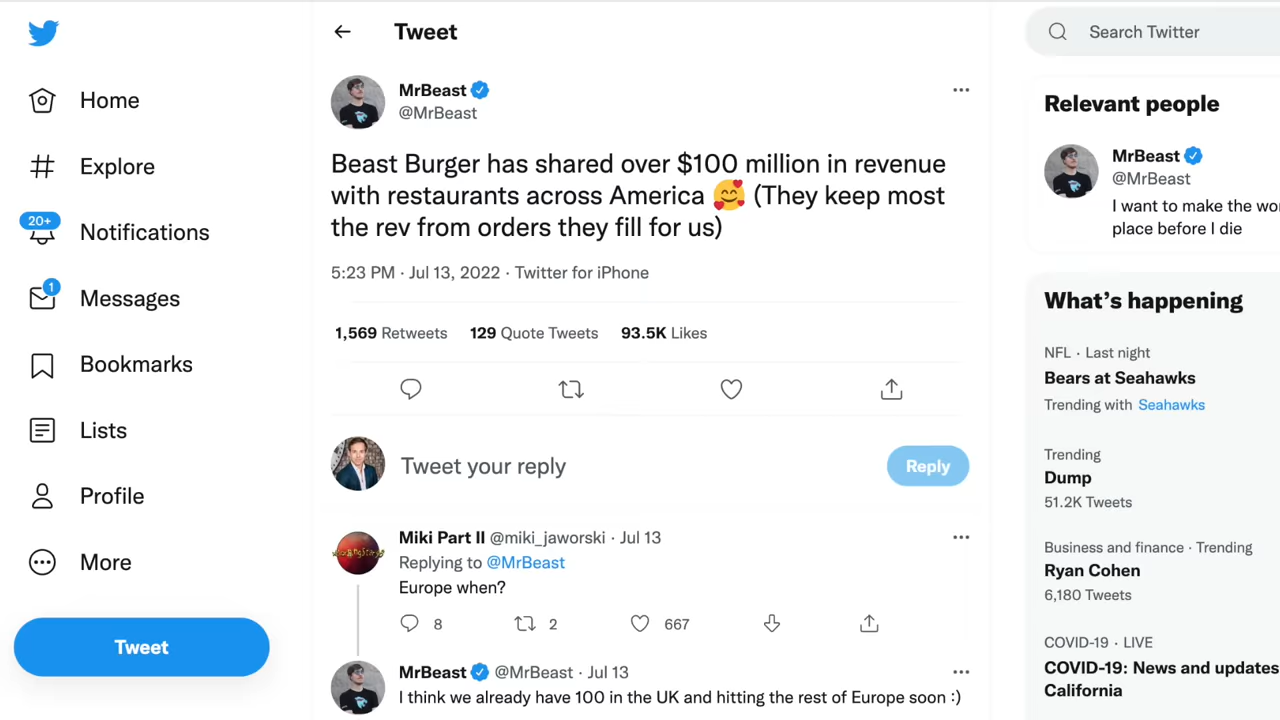 Home
Explore
20+
Notifications
1
Messages
Bookmarks
Lists
Profile
More
Tweet
Tweet
MrBeast
@MrBeast
Beast Burger has shared over $100 million in revenue
with restaurants across America 🥰 (They keep most
the rev from orders they fill for us)
5:23 PM · Jul 13, 2022 · Twitter for iPhone
1,569 Retweets 129 Quote Tweets 93.5K Likes
Tweet your reply
Reply
Miki Part II @miki_jaworski · Jul 13
Replying to @MrBeast
Europe when?
8 2 667
MrBeast @MrBeast · Jul 13
I think we already have 100 in the UK and hitting the rest of Europe soon :)
Search Twitter
Relevant people
MrBeast
@MrBeast
I want to make the wor
place before I die
What's happening
NFL · Last night
Bears at Seahawks
Trending with Seahawks
Trending
Dump
51.2K Tweets
Business and finance · Trending
Ryan Cohen
6,180 Tweets
COVID-19 · LIVE
COVID-19: News and updates
California